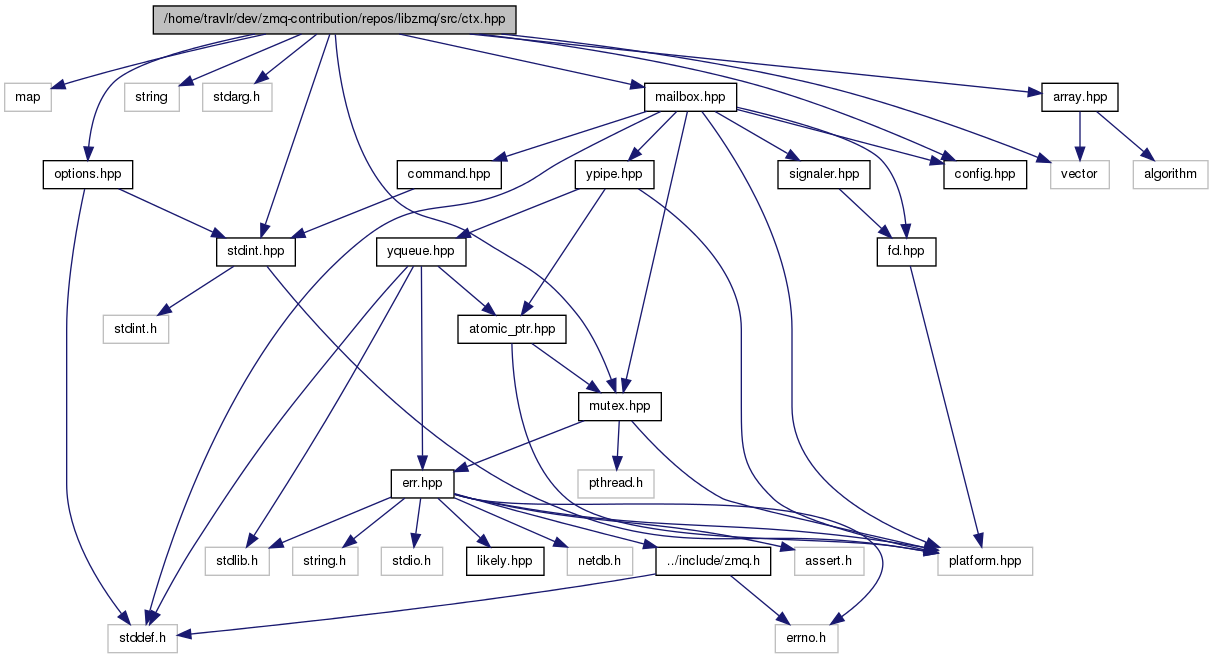 /home/travlr/dev/zmq-contribution/repos/libzmq/src/ctx.hpp
map
string
stdarg.h
mailbox.hpp
array.hpp
options.hpp
command.hpp
ypipe.hpp
signaler.hpp
config.hpp
vector
algorithm
stdint.hpp
yqueue.hpp
fd.hpp
stdint.h
atomic_ptr.hpp
mutex.hpp
err.hpp
pthread.h
stdlib.h
string.h
stdio.h
likely.hpp
netdb.h
../include/zmq.h
assert.h
platform.hpp
stddef.h
errno.h